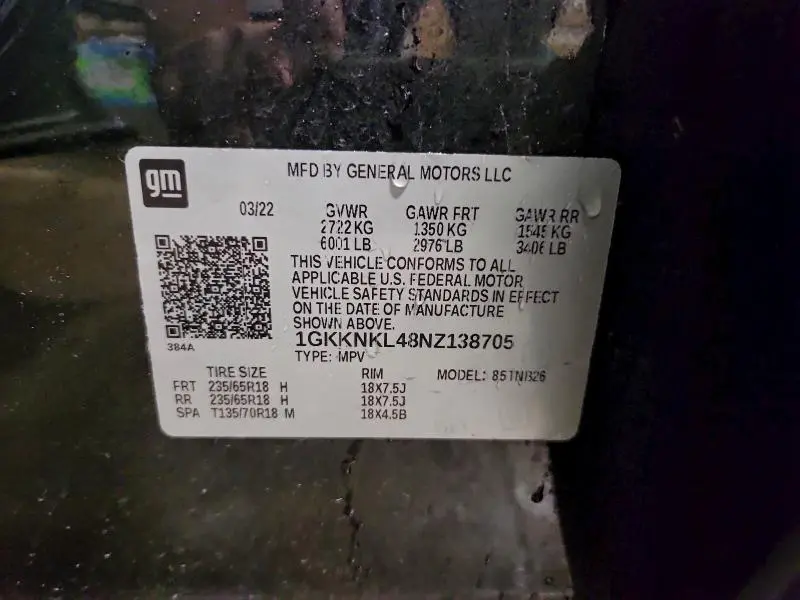 gm
MFD BY GENERAL MOTORS LLC
03/22 GVWR GAWR FRT GAWR RR
2722 KG 1350 KG 1545 KG
6001 LB 2976 LB 3406 LB
THIS VEHICLE CONFORMS TO ALL
APPLICABLE U.S. FEDERAL MOTOR
VEHICLE SAFETY STANDARDS IN EFFECT
ON THE DATE OF MANUFACTURE
SHOWN ABOVE.
384A
1GKKNKL48NZ138705
TYPE: MPV
TIRE SIZE RIM MODEL:
FRT 235/65R18 H 18X7.5J
RR 235/65R18 H 18X7.5J
SPA T135/70R18 M 18X4.5B